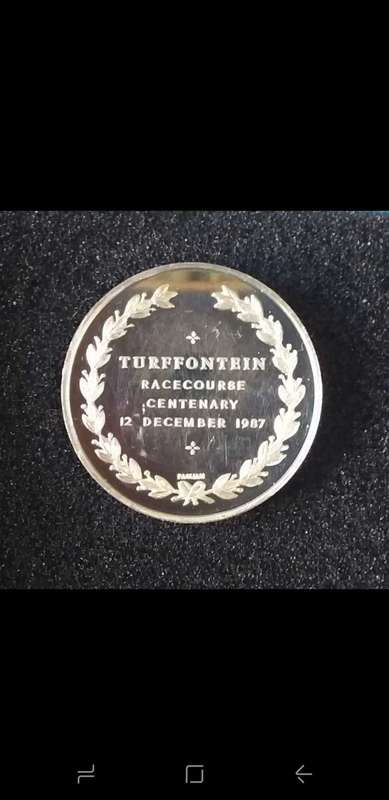 TURFFONTEIN
RACECOURSE
CENTENARY
12 DECEMBER 1987